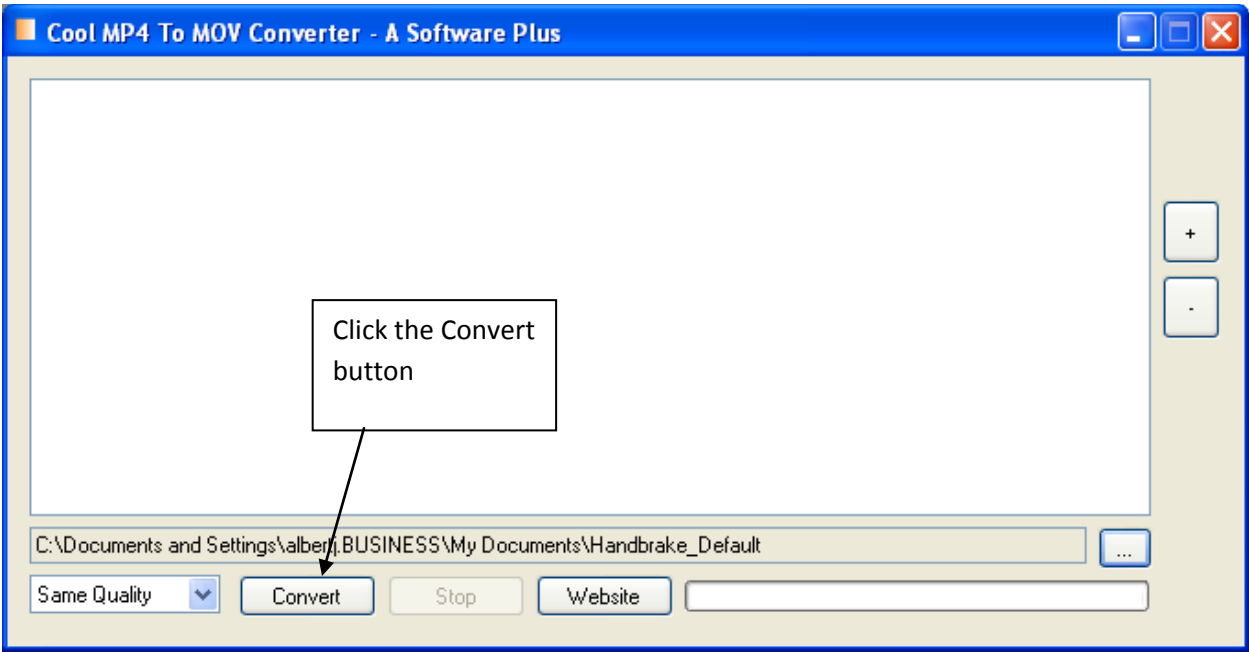 Cool MP4 To MOV Converter - A Software Plus
+
-
Click the Convert
button
C:\Documents and Settings\albertj.BUSINESS\My Documents\Handbrake_Default
...
Same Quality Convert Stop Website